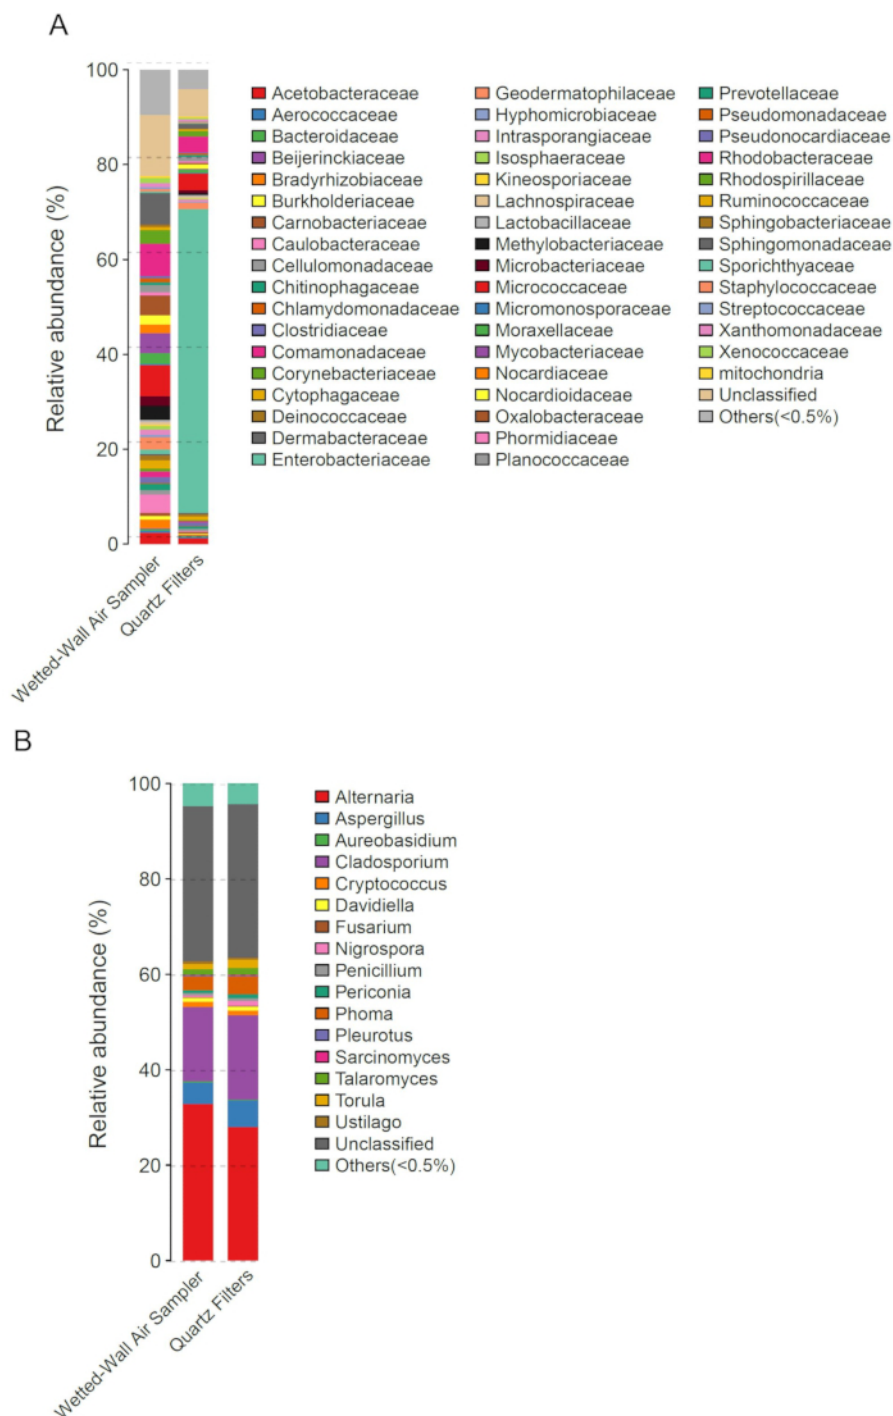 A
100
80
60
40
20
0
Relative abundance (%)
Wetted-Wall Air Sampler
Quartz Filters
Acetobacteraceae
Aerococcaceae
Bacteroidaceae
Beijerinckiaceae
Bradyrhizobiaceae
Burkholderiaceae
Carnobacteriaceae
Caulobacteraceae
Cellulomonadaceae
Chitinophagaceae
Chlamydomonadaceae
Clostridiaceae
Comamonadaceae
Corynebacteriaceae
Cytophagaceae
Deinococcaceae
Dermabacteraceae
Enterobacteriaceae
Geodermatophilaceae
Hyphomicrobiaceae
Intrasporangiaceae
Isosphaeraceae
Kineosporiaceae
Lachnospiraceae
Lactobacillaceae
Methylobacteriaceae
Microbacteriaceae
Micrococcaceae
Micromonosporaceae
Moraxellaceae
Mycobacteriaceae
Nocardiaceae
Nocardioidaceae
Oxalobacteraceae
Phormidiaceae
Planococcaceae
Prevotellaceae
Pseudomonadaceae
Pseudonocardiaceae
Rhodobacteraceae
Rhodospirillaceae
Ruminococcaceae
Sphingobacteriaceae
Sphingomonadaceae
Sporichthyaceae
Staphylococcaceae
Streptococcaceae
Xanthomonadaceae
Xenococcaceae
mitochondria
Unclassified
Others(<0.5%)
B
100
80
60
40
20
0
Relative abundance (%)
Wetted-Wall Air Sampler
Quartz Filters
Alternaria
Aspergillus
Aureobasidium
Cladosporium
Cryptococcus
Davidiella
Fusarium
Nigrospora
Penicillium
Periconia
Phoma
Pleurotus
Sarcinomyces
Talaromyces
Torula
Ustilago
Unclassified
Others(<0.5%)